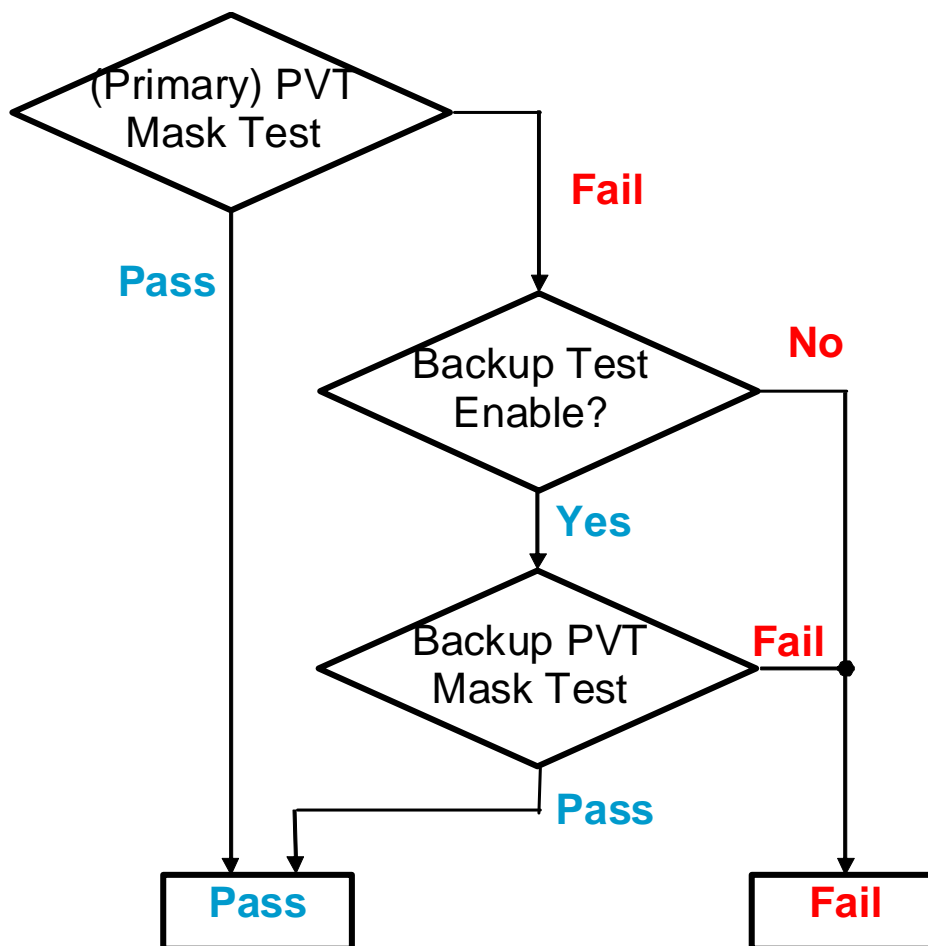 (Primary) PVT
Mask Test
Fail
Pass
Backup Test
Enable?
No
Yes
Backup PVT
Mask Test
Fail
Pass
Pass
Fail